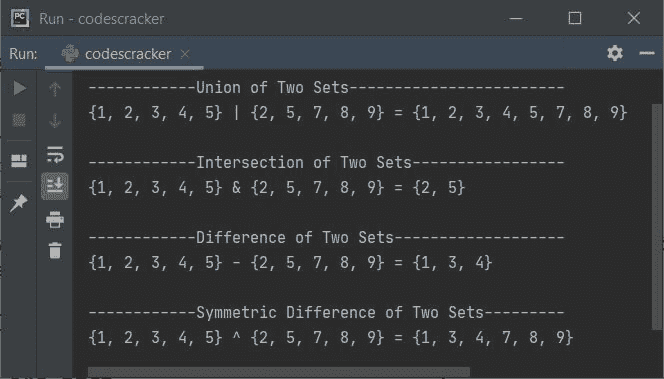 PC
Run - codescracker
Run: codescracker
------------Union of Two Sets------------------------
{1, 2, 3, 4, 5} | {2, 5, 7, 8, 9} = {1, 2, 3, 4, 5, 7, 8, 9}
------------Intersection of Two Sets-----------------
{1, 2, 3, 4, 5} & {2, 5, 7, 8, 9} = {2, 5}
------------Difference of Two Sets-------------------
{1, 2, 3, 4, 5} - {2, 5, 7, 8, 9} = {1, 3, 4}
------------Symmetric Difference of Two Sets---------
{1, 2, 3, 4, 5} ^ {2, 5, 7, 8, 9} = {1, 3, 4, 7, 8, 9}